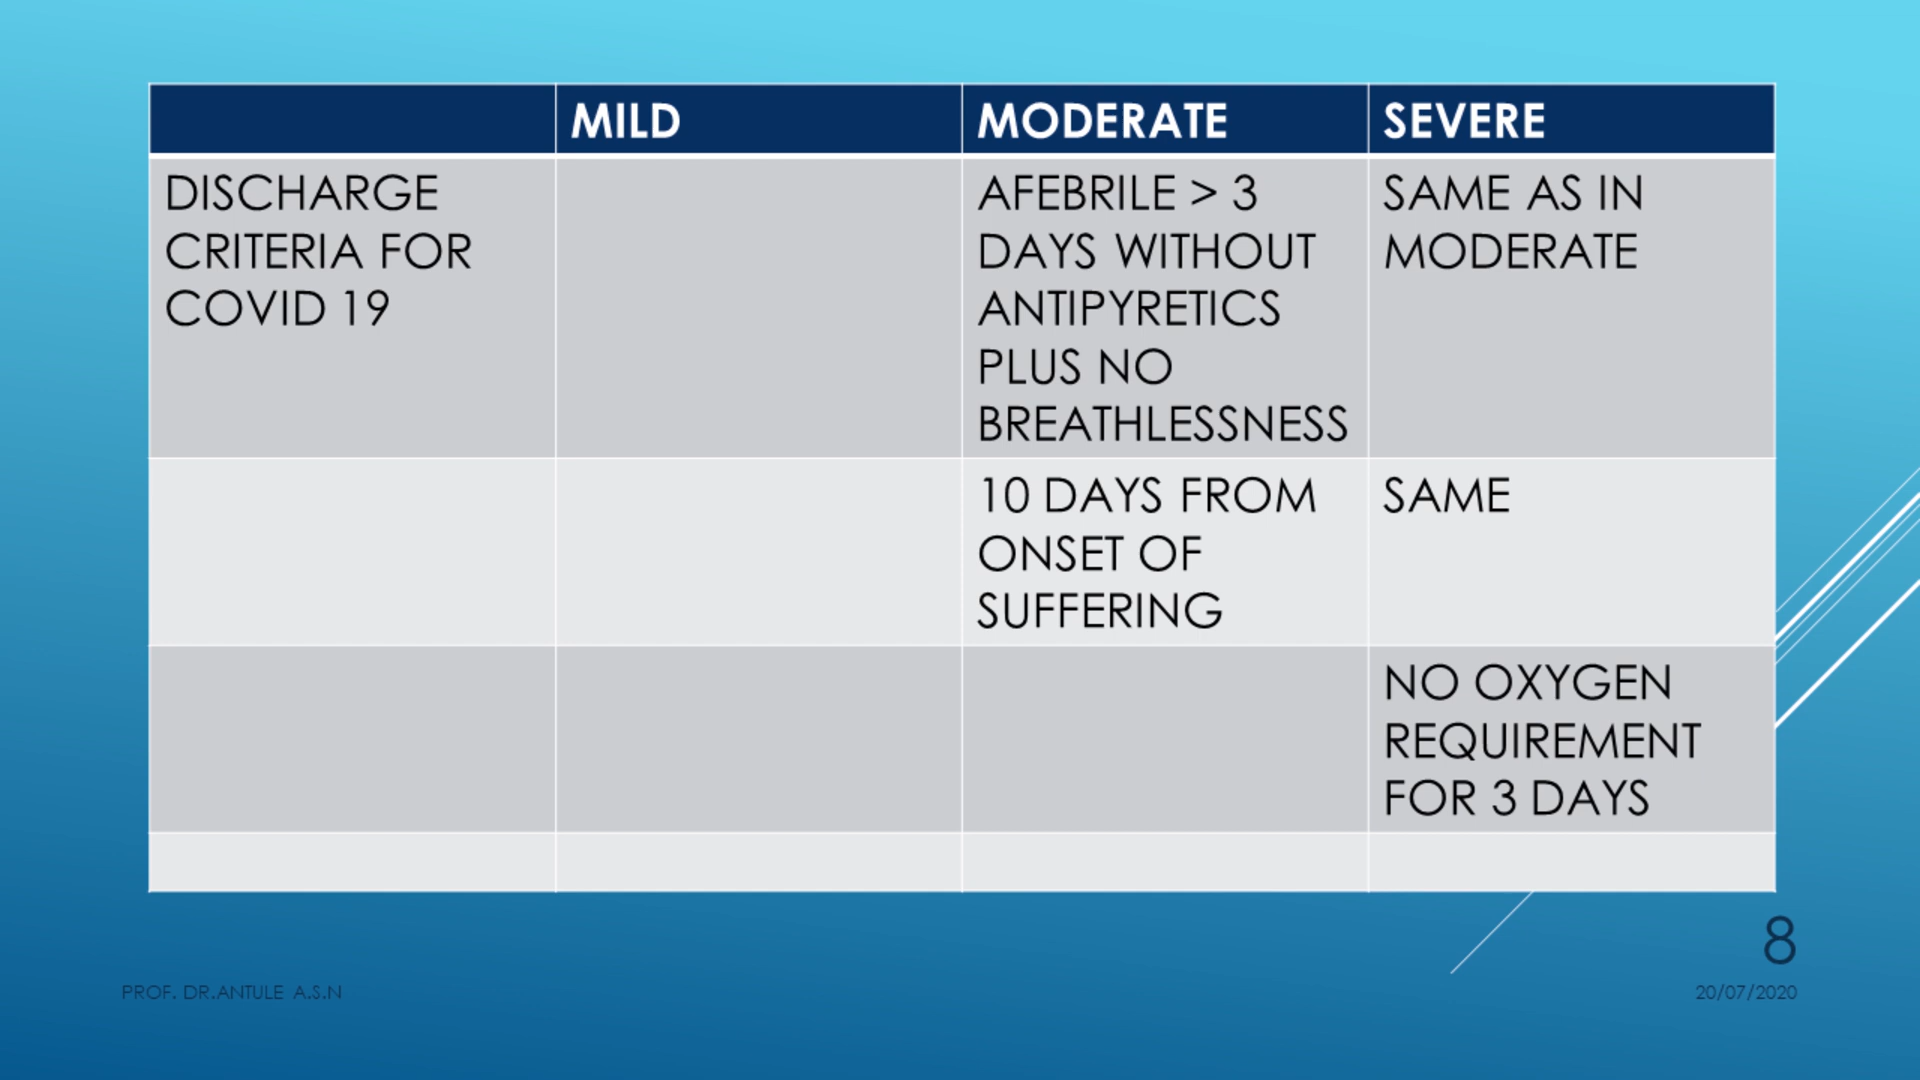 MILD
MODERATE
SEVERE
DISCHARGE
CRITERIA FOR
COVID 19
AFEBRILE > 3
DAYS WITHOUT
ANTIPYRETICS
PLUS NO
BREATHLESSNESS
SAME AS IN
MODERATE
10 DAYS FROM
ONSET OF
SUFFERING
SAME
NO OXYGEN
REQUIREMENT
FOR 3 DAYS
8
PROF. DR.ANTULE A.S.N
20/07/2020